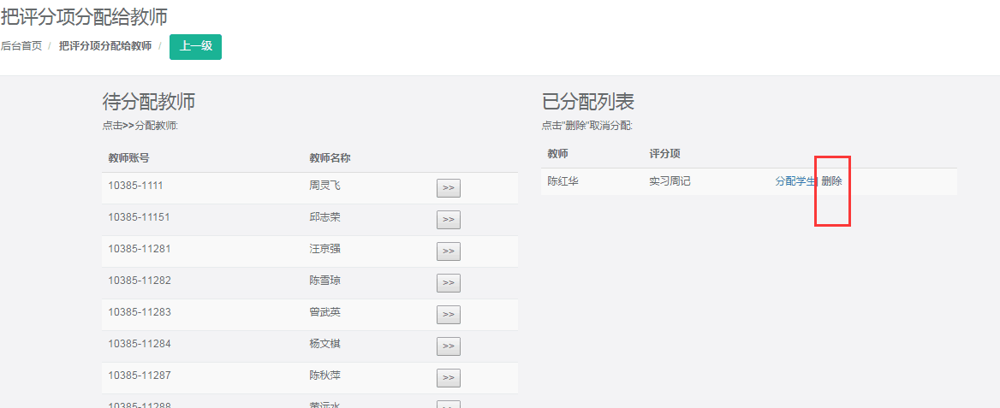 把评分项分配给教师
后台首页 / 把评分项分配给教师 / 上一级
待分配教师
点击>>分配教师:
教师账号 教师名称
10385-1111 周灵飞 >>
10385-11151 邱志荣 >>
10385-11281 汪京强 >>
10385-11282 陈雪琼 >>
10385-11283 曾武英 >>
10385-11284 杨文棋 >>
10385-11287 陈秋萍 >>
10385-11288 黄远水 >>
已分配列表
点击"删除"取消分配:
教师 评分项
陈红华 实习周记 分配学生| 删除